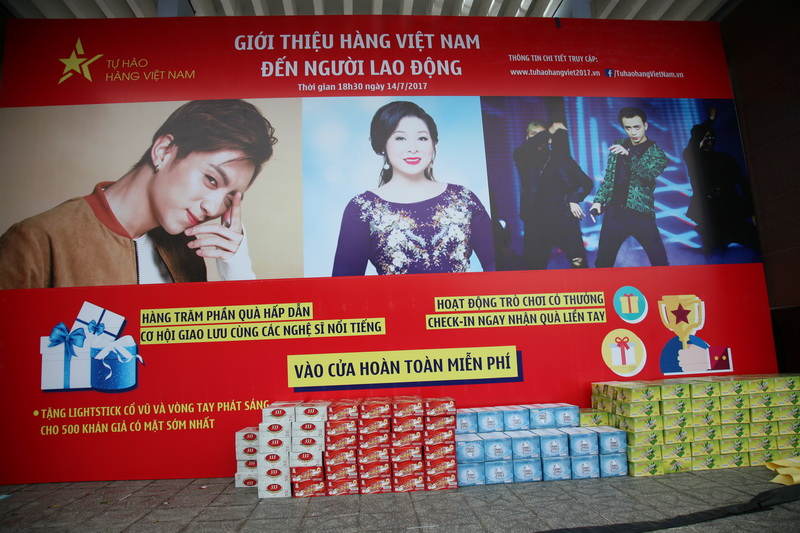 TỰ HÀO
HÀNG VIỆT NAM
GIỚI THIỆU HÀNG VIỆT NAM
ĐẾN NGƯỜI LAO ĐỘNG
Thời gian 18h30 ngày 14/7/2017
THÔNG TIN CHI TIẾT TRUY CẬP:
www.tuhaohangviet2017.vn f/TuhaohangVietNam.vn
HÀNG TRĂM PHẦN QUÀ HẤP DẪN
CƠ HỘI GIAO LƯU CÙNG CÁC NGHỆ SĨ NỔI TIẾNG
HOẠT ĐỘNG TRÒ CHƠI CÓ THƯỞNG
CHECK-IN NGAY NHẬN QUÀ LIỀN TAY
VÀO CỬA HOÀN TOÀN MIỄN PHÍ
• TẶNG LIGHTSTICK CỔ VŨ VÀ VÒNG TAY PHÁT SÁNG
CHO 500 KHÁN GIẢ CÓ MẶT SỚM NHẤT
333